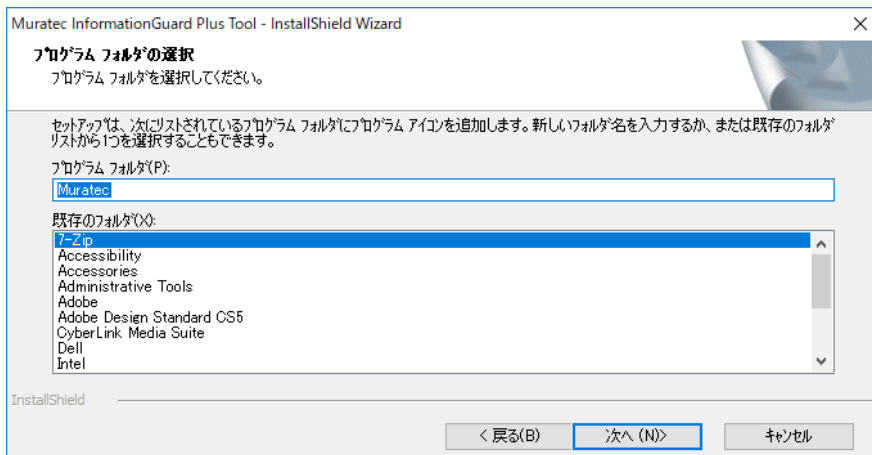 Muratec InformationGuard Plus Tool - InstallShield Wizard
プログラム フォルダの選択
プログラム フォルダを選択してください。
セットアップは、次にリストされているプログラム フォルダにプログラム アイコンを追加します。新しいフォルダ名を入力するか、または既存のフォルダ
リストから1つを選択することもできます。
プログラム フォルダ(P):
Muratec
既存のフォルダ(X):
7-Zip
Accessibility
Accessories
Administrative Tools
Adobe
Adobe Design Standard CS5
CyberLink Media Suite
Dell
Intel
InstallShield
< 戻る(B)
次へ (N)>
キャンセル